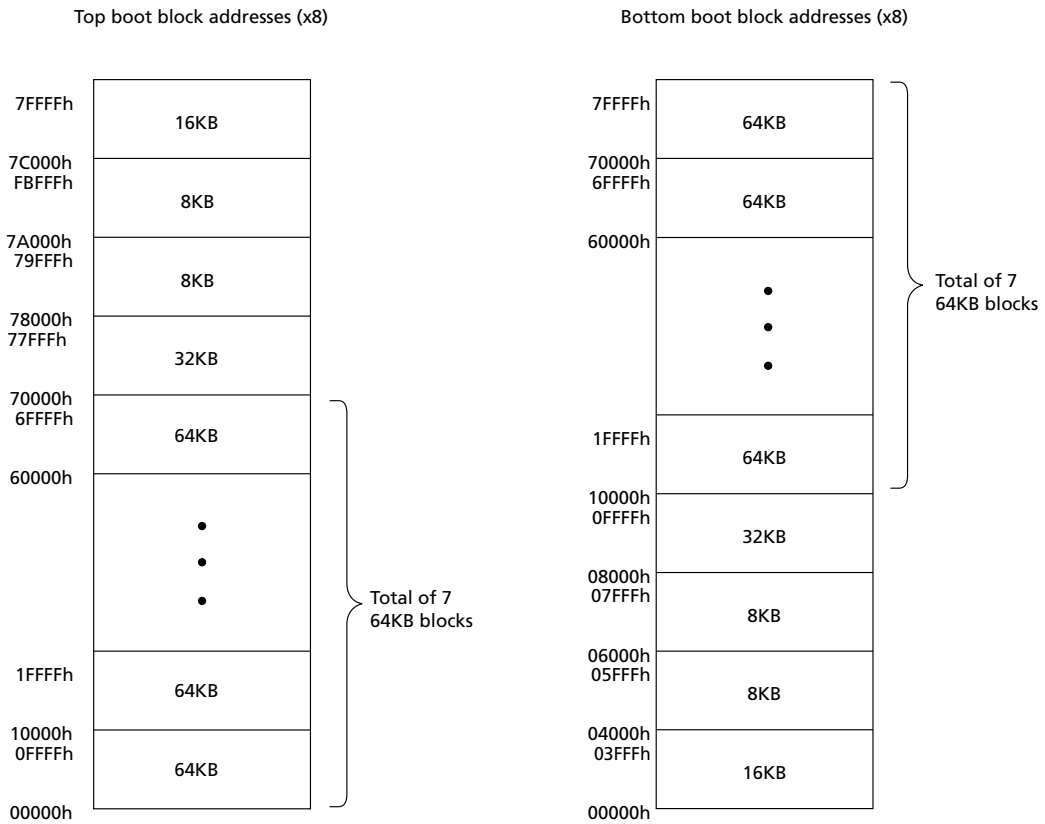 Top boot block addresses (x8)
7FFFFh
16KB
7C000h
FBFFFh
8KB
7A000h
79FFFh
8KB
78000h
77FFFh
32KB
70000h
6FFFFh
64KB
60000h
Total of 7
64KB blocks
1FFFFh
64KB
10000h
0FFFFh
64KB
00000h
Bottom boot block addresses (x8)
7FFFFh
64KB
70000h
6FFFFh
64KB
60000h
Total of 7
64KB blocks
1FFFFh
64KB
10000h
0FFFFh
32KB
08000h
07FFFh
8KB
06000h
05FFFh
8KB
04000h
03FFFh
16KB
00000h